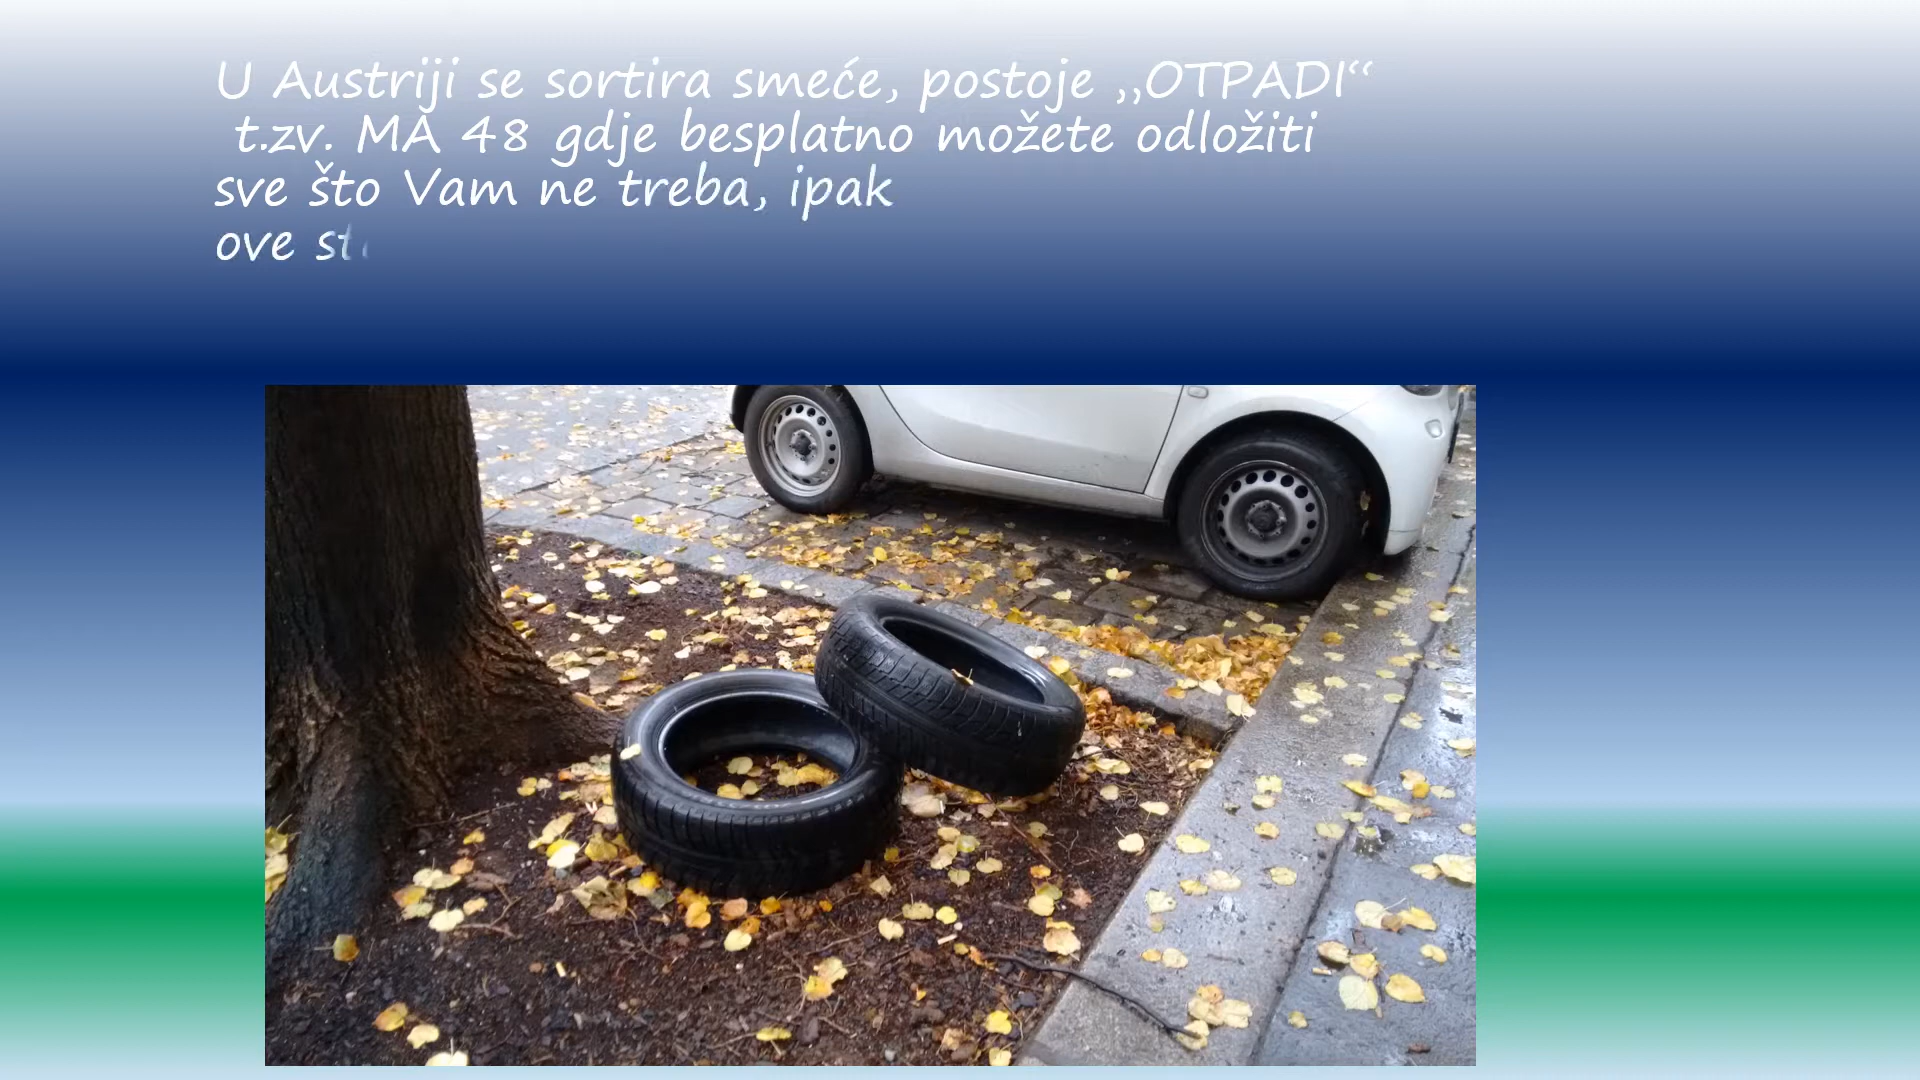 U Austriji se sortira smeće, postoje „OTPADI“
t.zv. MA 48 gdje besplatno možete odložiti
sve što Vam ne treba, ipak
ove